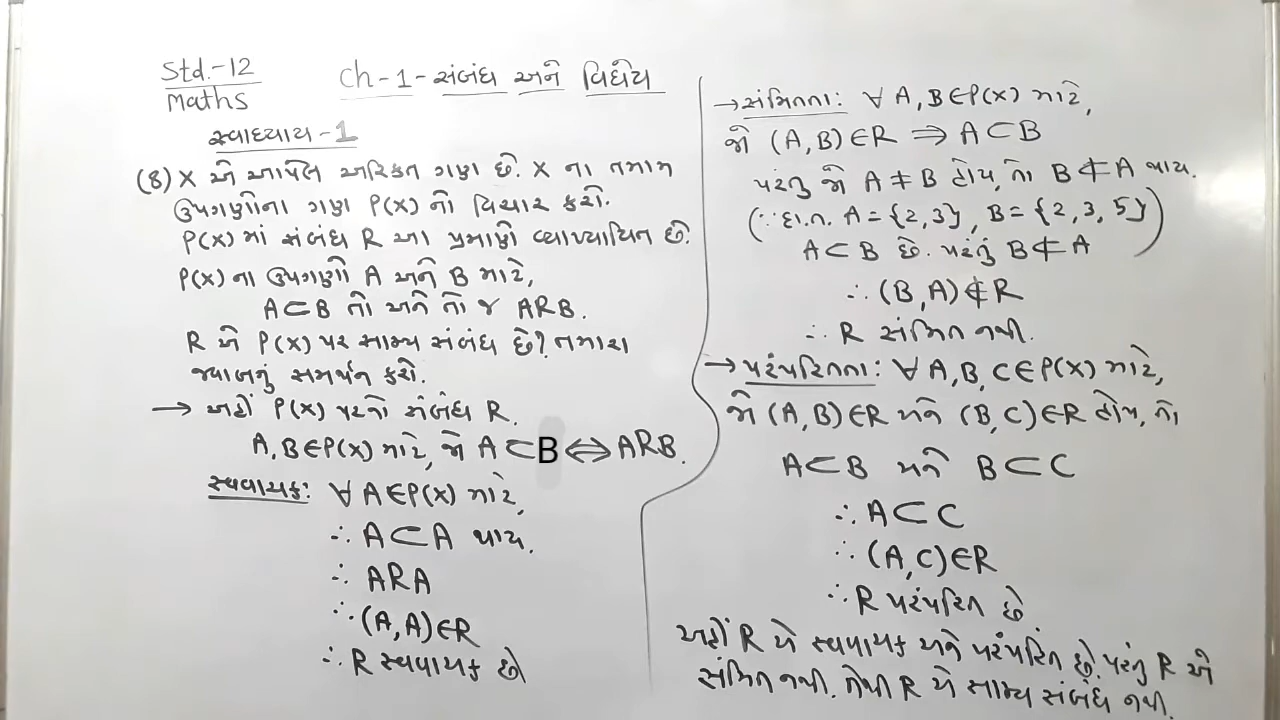 Std.-12
Maths
Ch-1-સંબંધ અને વિધેય
સ્વાધ્યાય-1
(8) X એ આપેલ અરિક્ત ગણ છે. X ના તમામ
ઉપગણોના ગણ P(X) નો વિચાર કરો.
P(X) માં સંબંધ R આ પ્રમાણે વ્યાખ્યાયિત છે.
P(X) ના ઉપગણો A અને B માટે,
A⊂B તો અને તો જ ARB.
R એ P(X) પર સામ્ય સંબંધ છે? તમારા
જવાબનું સમર્થન કરો.
→ અહીં P(X) પરનો સંબંધ R.
A, B∈P(X) માટે, જો A⊂B⇔ARB.
સ્વવાચક: ∀A∈P(X) માટે,
∴ A⊂A થાય.
∴ ARA
∴ (A,A)∈R
∴ R સ્વવાચક છે
→સંમિતતા: ∀ A,B∈P(X) માટે,
જો (A,B)∈R ⇒ A⊂B
પરંતુ જો A≠B હોય, તો B⊄A થાય.
(∵ દા.ત. A={2,3}, B={2,3,5})
A⊂B છે. પરંતું B⊄A
∴ (B,A)∉R
∴ R સંમિત નથી.
→પરંપરિતતા: ∀A,B,C∈P(X) માટે,
જો (A,B)∈R અને (B,C)∈R હોય, તો
A⊂B અને B⊂C
∴ A⊂C
∴ (A,C)∈R
∴ R પરંપરિત છે.
અહીં R એ સ્વવાચક અને પરંપરિત છે. પરંતુ R એ
સંમિત નથી. તેથી R એ સામ્ય સંબંધ નથી.